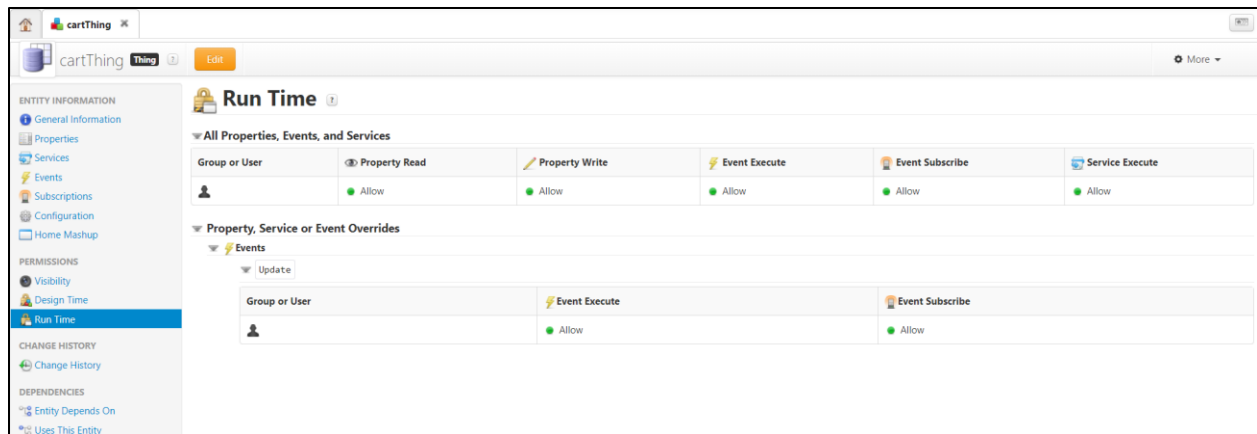 cartThing
cartThing Thing ? Edit More
ENTITY INFORMATION
General Information
Properties
Services
Events
Subscriptions
Configuration
Home Mashup
PERMISSIONS
Visibility
Design Time
Run Time
CHANGE HISTORY
Change History
DEPENDENCIES
Entity Depends On
Uses This Entity
Run Time ?
All Properties, Events, and Services
Group or User Property Read Property Write Event Execute Event Subscribe Service Execute
Allow Allow Allow Allow Allow
Property, Service or Event Overrides
Events
Update
Group or User Event Execute Event Subscribe
Allow Allow